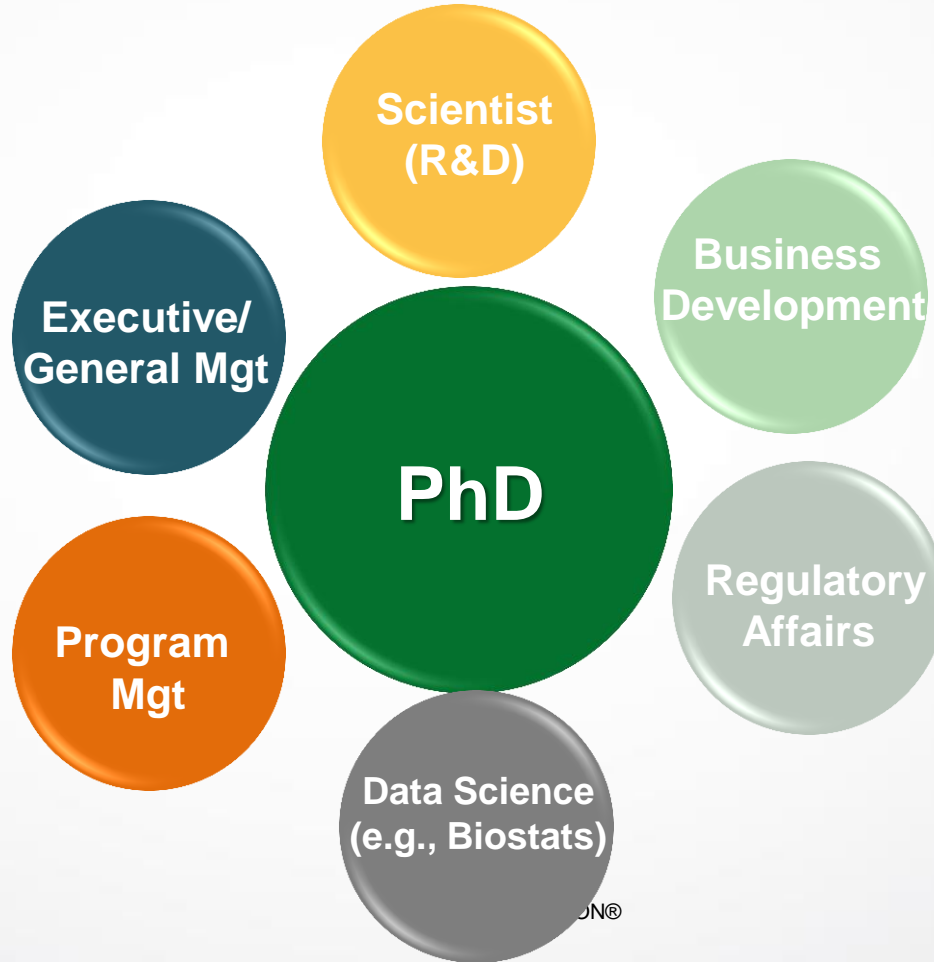 Scientist
(R&D)
Business
Development
Executive/
General Mgt
PhD
Regulatory
Affairs
Program
Mgt
Data Science
(e.g., Biostats)